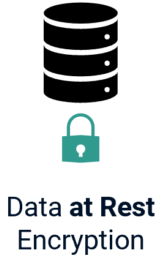 Data at Rest
Encryption